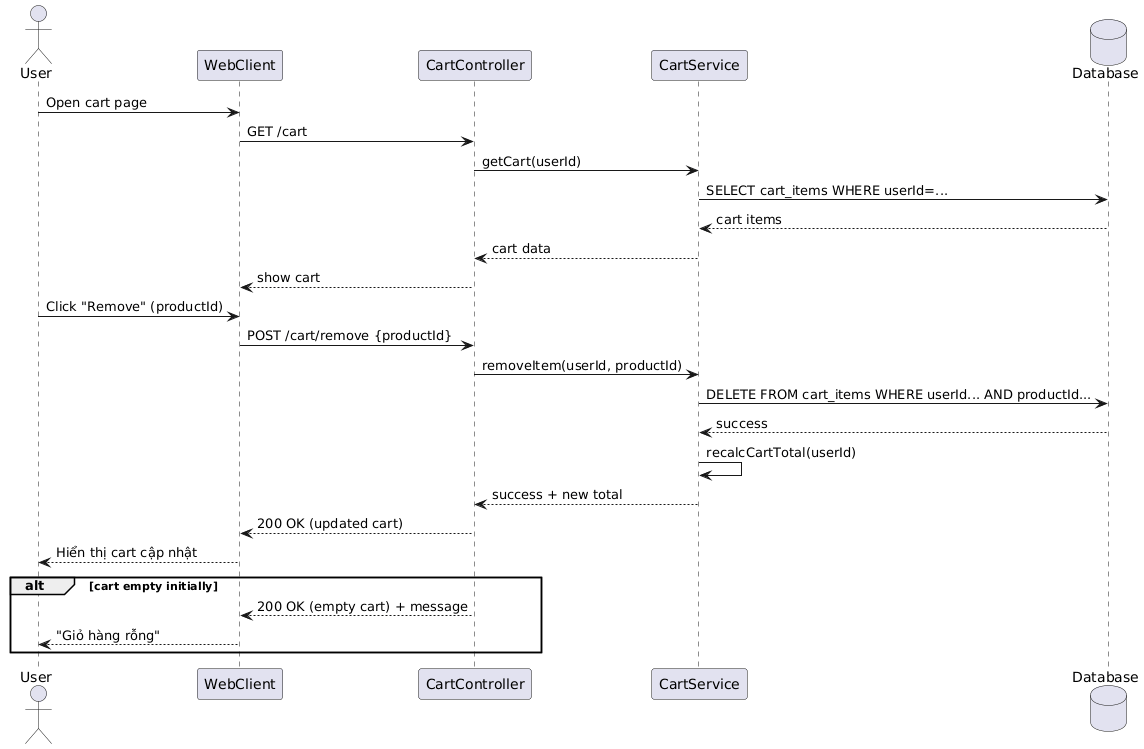 User
WebClient
CartController
CartService
Database
Open cart page
GET /cart
getCart(userId)
SELECT cart_items WHERE userId=...
cart items
cart data
show cart
Click "Remove" (productId)
POST /cart/remove {productId}
removeItem(userId, productId)
DELETE FROM cart_items WHERE userId... AND productId...
success
recalcCartTotal(userId)
success + new total
200 OK (updated cart)
Hiển thị cart cập nhật
alt [cart empty initially]
200 OK (empty cart) + message
"Giỏ hàng rỗng"
User
WebClient
CartController
CartService
Database